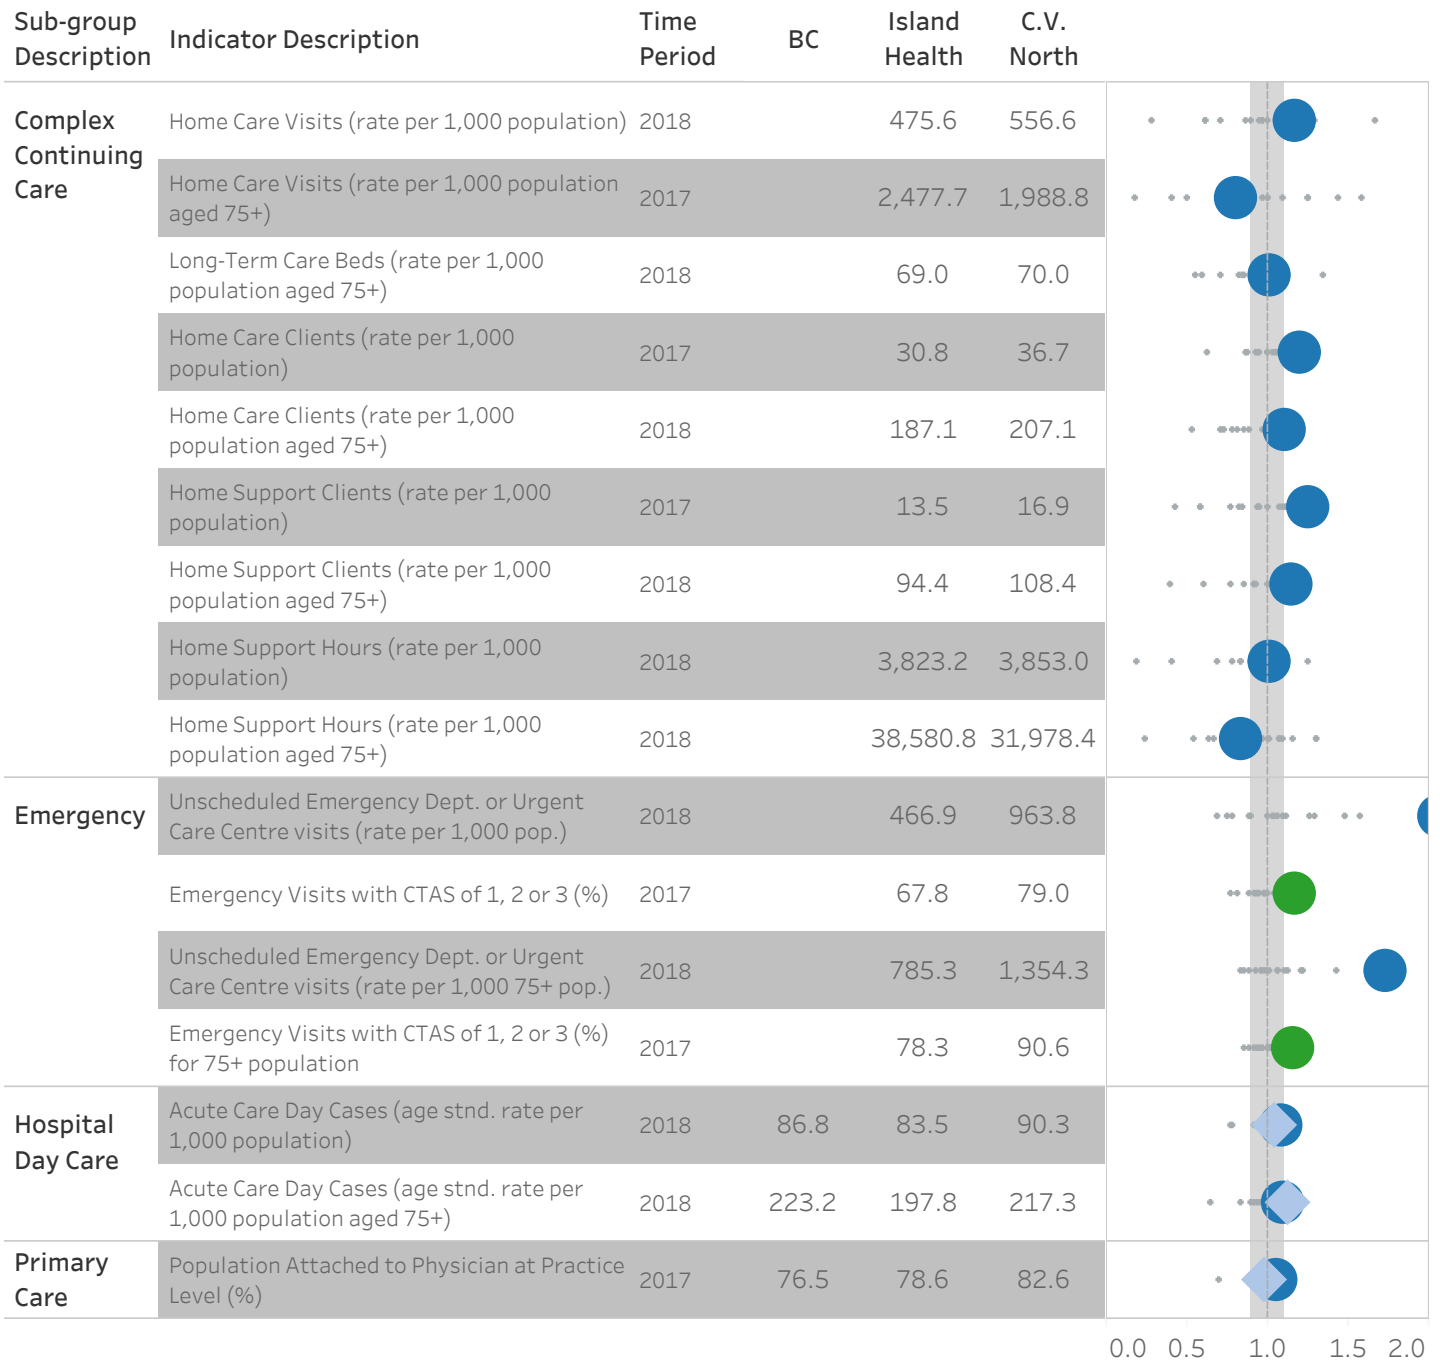 Sub-group Description Indicator Description Time Period BC Island Health C.V. North
Complex Continuing Care
Home Care Visits (rate per 1,000 population) 2018 475.6 556.6
Home Care Visits (rate per 1,000 population
aged 75+) 2017 2,477.7 1,988.8
Long-Term Care Beds (rate per 1,000
population aged 75+) 2018 69.0 70.0
Home Care Clients (rate per 1,000
population) 2017 30.8 36.7
Home Care Clients (rate per 1,000
population aged 75+) 2018 187.1 207.1
Home Support Clients (rate per 1,000
population) 2017 13.5 16.9
Home Support Clients (rate per 1,000
population aged 75+) 2018 94.4 108.4
Home Support Hours (rate per 1,000
population) 2018 3,823.2 3,853.0
Home Support Hours (rate per 1,000
population aged 75+) 2018 38,580.8 31,978.4
Emergency
Unscheduled Emergency Dept. or Urgent
Care Centre visits (rate per 1,000 pop.) 2018 466.9 963.8
Emergency Visits with CTAS of 1, 2 or 3 (%) 2017 67.8 79.0
Unscheduled Emergency Dept. or Urgent
Care Centre visits (rate per 1,000 75+ pop.) 2018 785.3 1,354.3
Emergency Visits with CTAS of 1, 2 or 3 (%)
for 75+ population 2017 78.3 90.6
Hospital Day Care
Acute Care Day Cases (age stnd. rate per
1,000 population) 2018 86.8 83.5 90.3
Acute Care Day Cases (age stnd. rate per
1,000 population aged 75+) 2018 223.2 197.8 217.3
Primary Care
Population Attached to Physician at Practice
Level (%) 2017 76.5 78.6 82.6
0.0 0.5 1.0 1.5 2.0